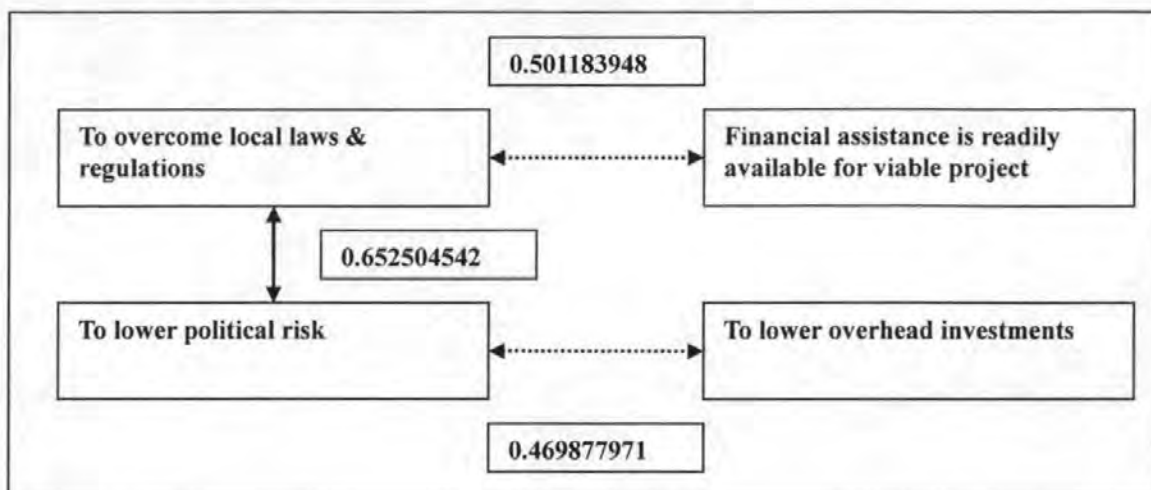 0.501183948
To overcome local laws &
regulations
Financial assistance is readily
available for viable project
0.652504542
To lower political risk
To lower overhead investments
0.469877971